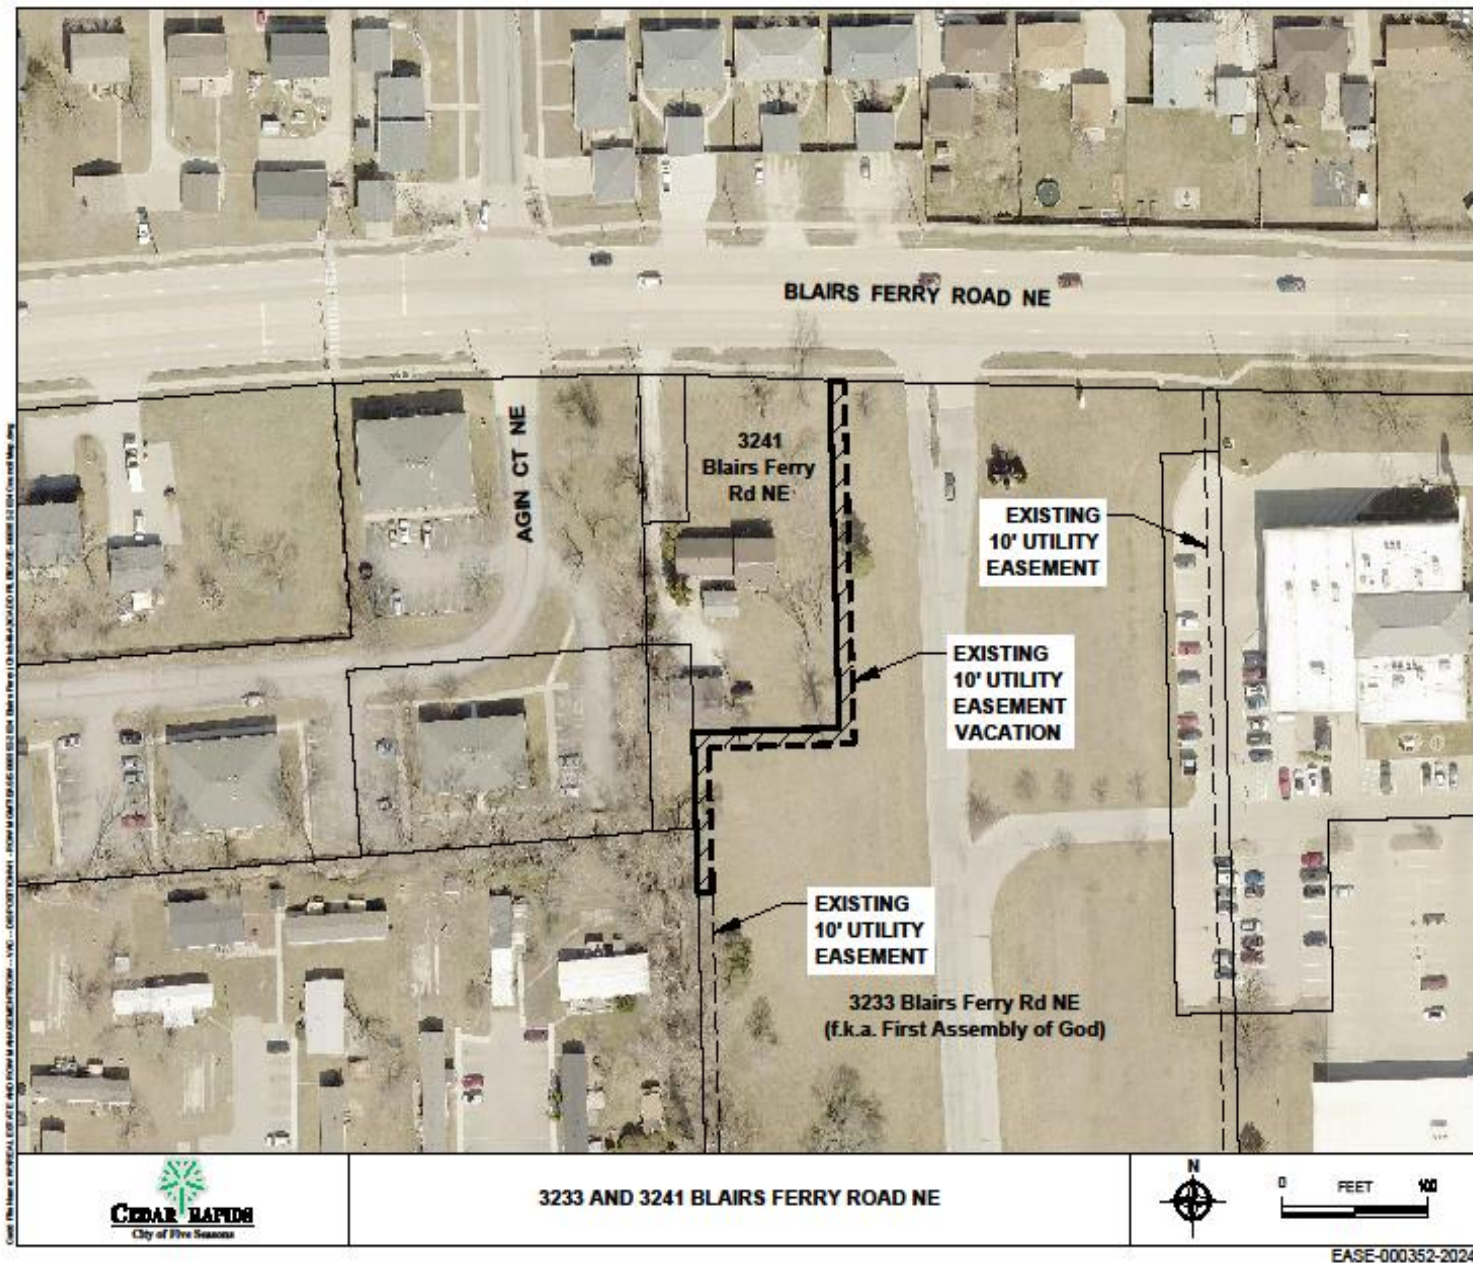 BLAIRS FERRY ROAD NE
AGIN CT NE
3241
Blairs Ferry
Rd NE
EXISTING
10' UTILITY
EASEMENT
EXISTING
10' UTILITY
EASEMENT
VACATION
EXISTING
10' UTILITY
EASEMENT
3233 Blairs Ferry Rd NE
(f.k.a. First Assembly of God)
CEDAR RAPIDS
City of Five Seasons
3233 AND 3241 BLAIRS FERRY ROAD NE
N
0 FEET 100
EASE-000352-2024